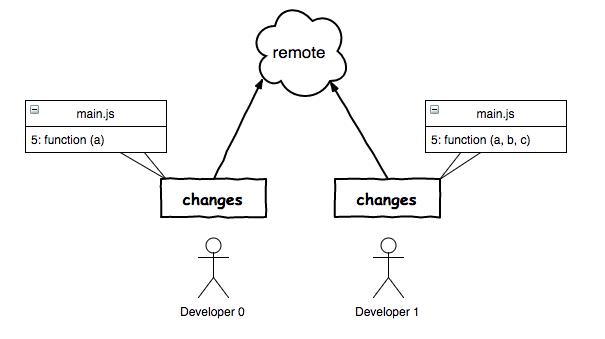 remote
main.js
5: function (a)
main.js
5: function (a, b, c)
changes
changes
Developer 0
Developer 1